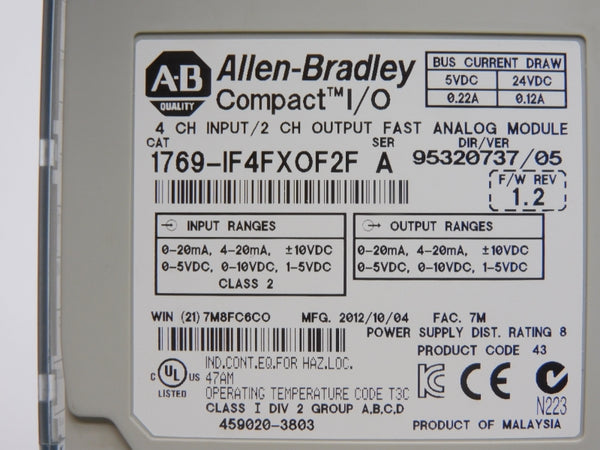 A·B
QUALITY
Allen-Bradley
Compact™ I/O
BUS CURRENT DRAW
5VDC 24VDC
0.22A 0.12A
4 CH INPUT/2 CH OUTPUT FAST ANALOG MODULE
CAT SER DIR/VER
1769-IF4FXOF2F A 95320737/05
F/W REV
1.2
INPUT RANGES
0-20mA, 4-20mA, ±10VDC
0-5VDC, 0-10VDC, 1-5VDC
CLASS 2
OUTPUT RANGES
0-20mA, 4-20mA, ±10VDC
0-5VDC, 0-10VDC, 1-5VDC
WIN (21) 7M8FC6CO MFG. 2012/10/04 FAC. 7M
POWER SUPPLY DIST. RATING 8
PRODUCT CODE 43
C UL US
LISTED
IND.CONT.EQ.FOR HAZ.LOC.
47AM
OPERATING TEMPERATURE CODE T3C
CLASS I DIV 2 GROUP A,B,C,D
459020-3803
CE
N223
PRODUCT OF MALAYSIA